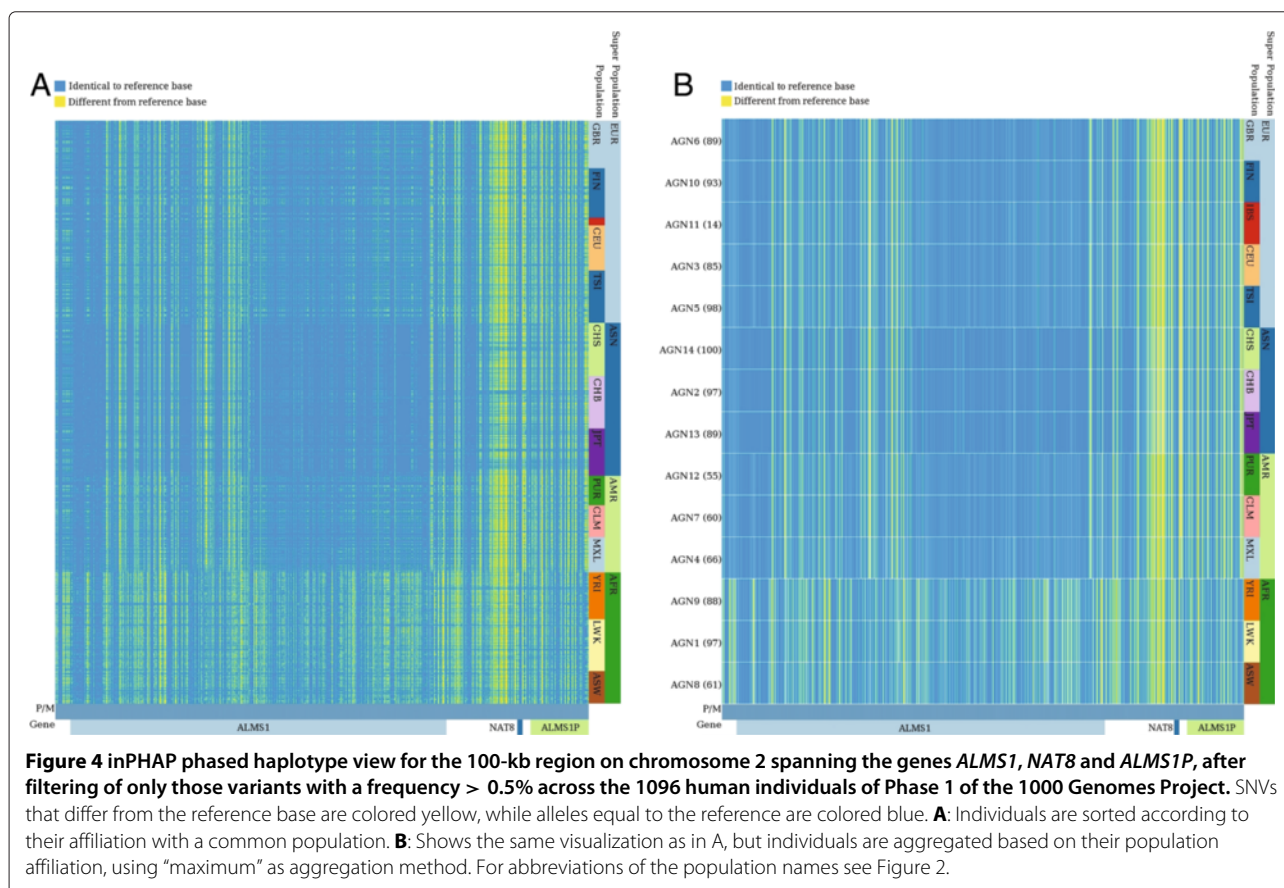 A
Identical to reference base
Different from reference base
Super Population
Population
EUR
GBR
FIN
CEU
TSI
ASN
CHS
CHB
JPT
AMR
PUR
CLM
MXL
AFR
YRI
LWK
ASW
P/M
Gene
ALMS1
NAT8
ALMS1P
B
Identical to reference base
Different from reference base
Super Population
Population
AGN6 (89)
AGN10 (93)
AGN11 (14)
AGN3 (85)
AGN5 (98)
AGN14 (100)
AGN2 (97)
AGN13 (89)
AGN12 (55)
AGN7 (60)
AGN4 (66)
AGN9 (88)
AGN1 (97)
AGN8 (61)
EUR
GBR
FIN
IBS
CEU
TSI
ASN
CHS
CHB
JPT
AMR
PUR
CLM
MXL
AFR
YRI
LWK
ASW
P/M
Gene
ALMS1
NAT8
ALMS1P
Figure 4 inPHAP phased haplotype view for the 100-kb region on chromosome 2 spanning the genes ALMS1, NAT8 and ALMS1P, after
filtering of only those variants with a frequency > 0.5% across the 1096 human individuals of Phase 1 of the 1000 Genomes Project. SNVs
that differ from the reference base are colored yellow, while alleles equal to the reference are colored blue. A: Individuals are sorted according to
their affiliation with a common population. B: Shows the same visualization as in A, but individuals are aggregated based on their population
affiliation, using “maximum” as aggregation method. For abbreviations of the population names see Figure 2.